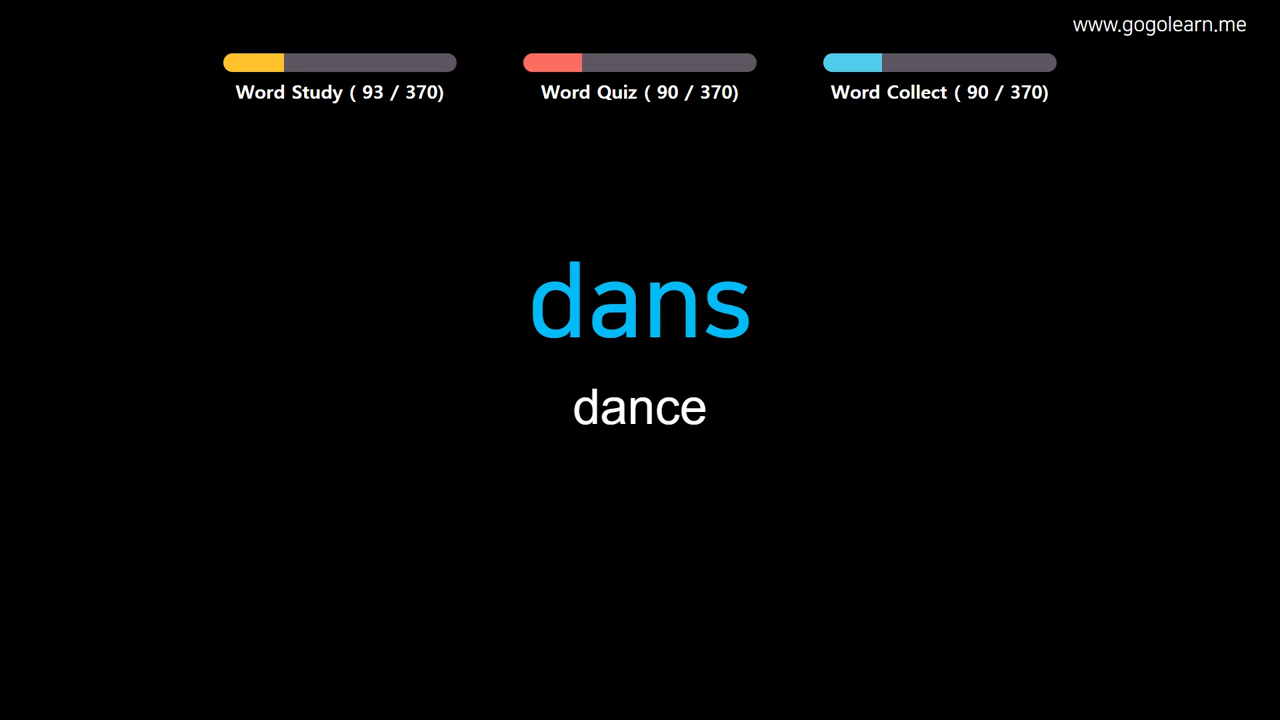 www.gogolearn.me
Word Study ( 93 / 370)
Word Quiz ( 90 / 370)
Word Collect ( 90 / 370)
dans
dance